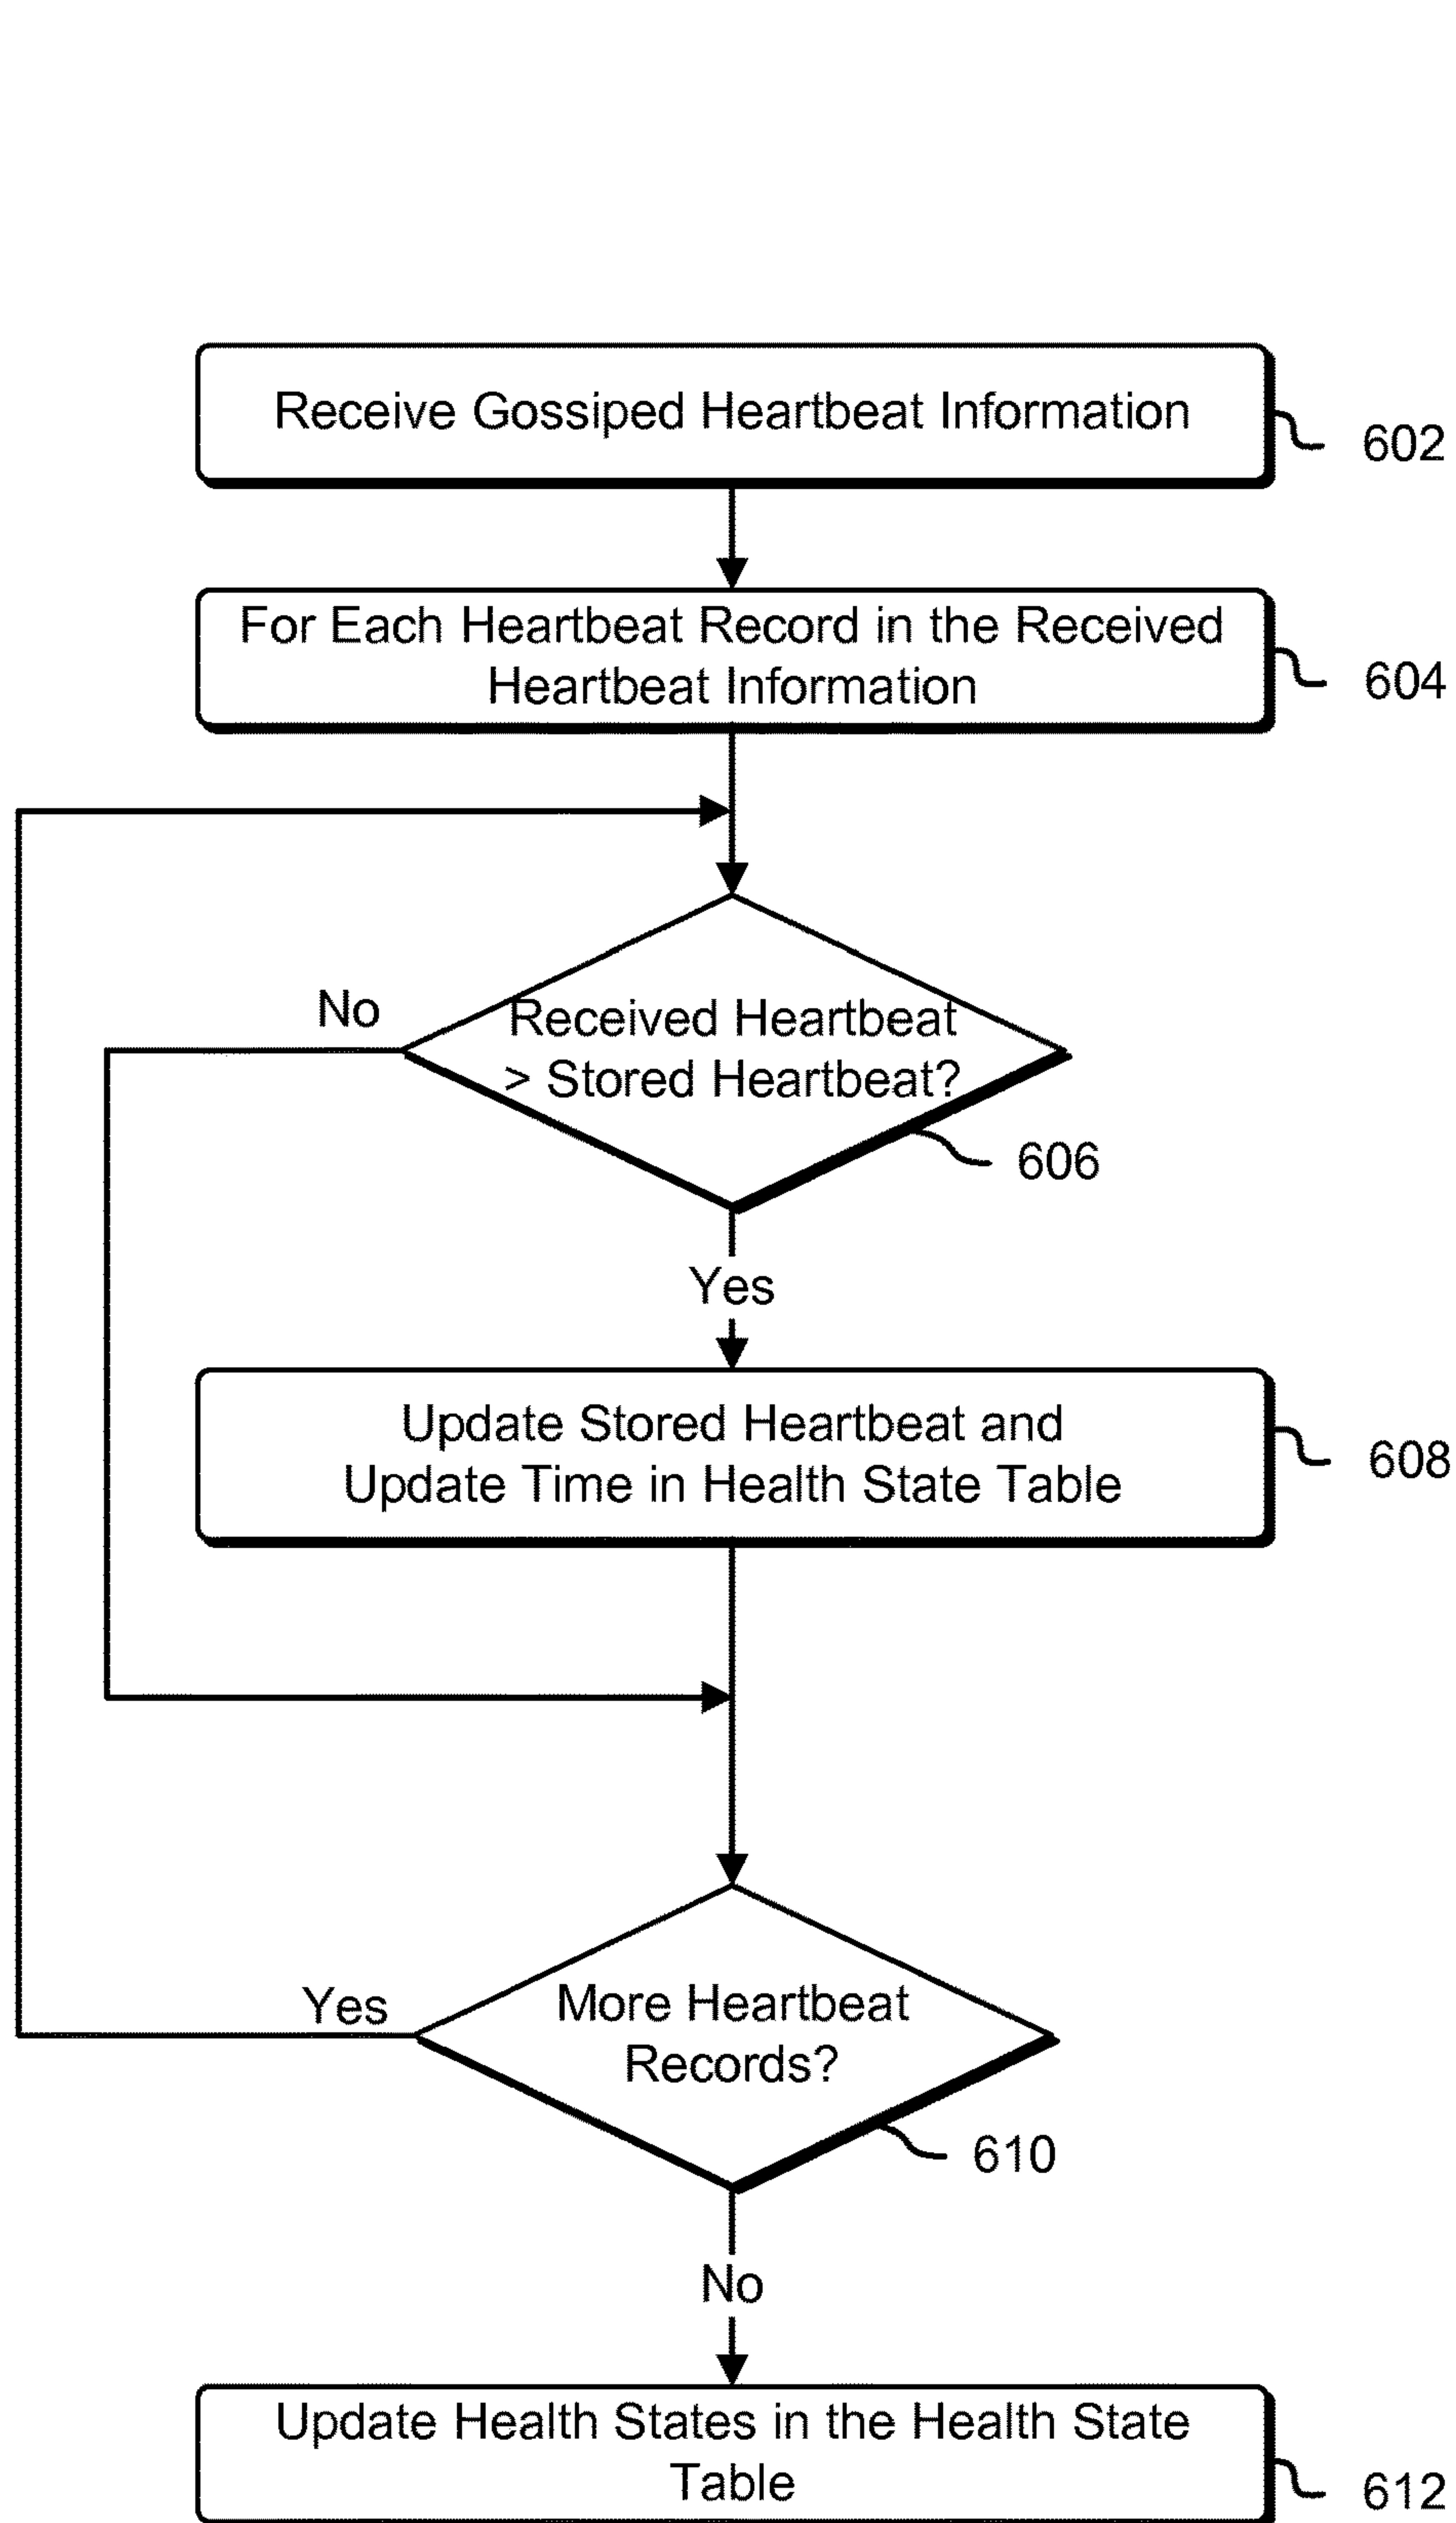 Receive Gossiped Heartbeat Information
602
For Each Heartbeat Record in the Received
Heartbeat Information
604
No
Received Heartbeat
> Stored Heartbeat?
606
Yes
Update Stored Heartbeat and
Update Time in Health State Table
608
Yes
More Heartbeat
Records?
610
No
Update Health States in the Health State
Table
612